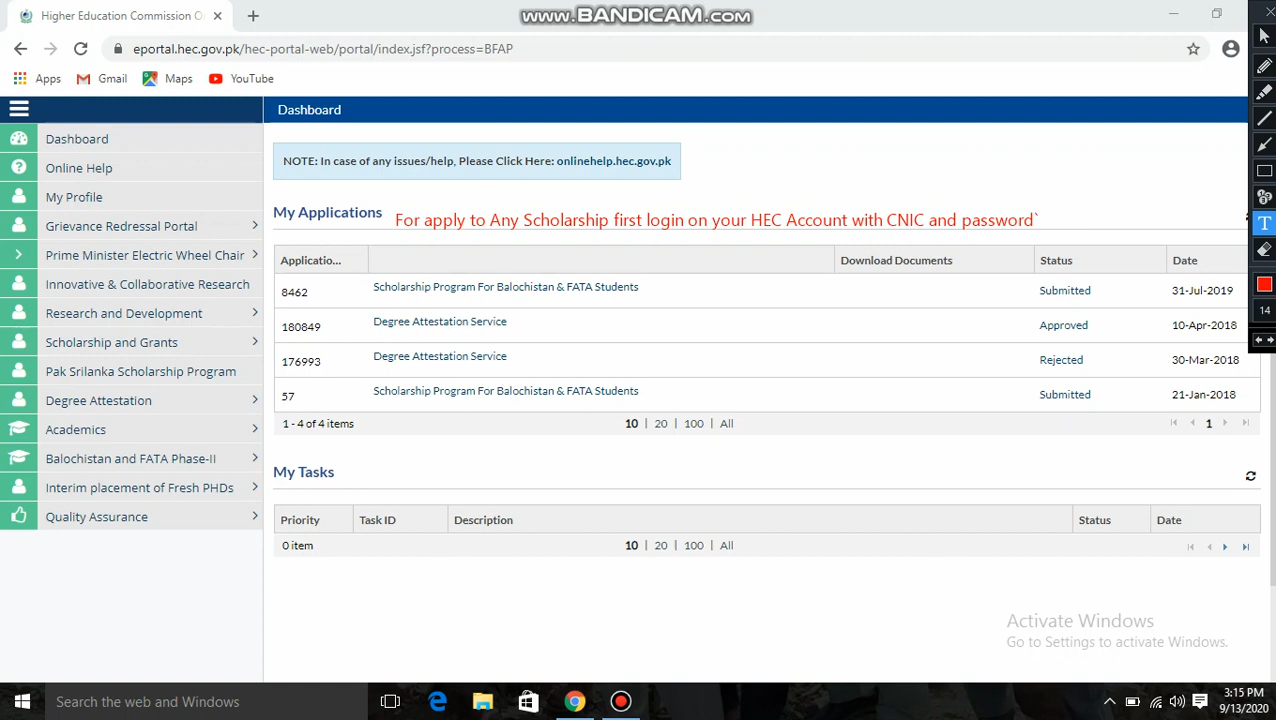 Higher Education Commission O
www.BANDICAM.com
eportal.hec.gov.pk/hec-portal-web/portal/index.jsf?process=BFAP
Apps Gmail Maps YouTube
Dashboard
Dashboard
Online Help
My Profile
Grievance Redressal Portal
Prime Minister Electric Wheel Chair
Innovative & Collaborative Research
Research and Development
Scholarship and Grants
Pak Srilanka Scholarship Program
Degree Attestation
Academics
Balochistan and FATA Phase-II
Interim placement of Fresh PHDs
Quality Assurance
NOTE: In case of any issues/help, Please Click Here: onlinehelp.hec.gov.pk
My Applications
For apply to Any Scholarship first login on your HEC Account with CNIC and password`
Applicatio... Download Documents Status Date
8462 Scholarship Program For Balochistan & FATA Students Submitted 31-Jul-2019
180849 Degree Attestation Service Approved 10-Apr-2018
176993 Degree Attestation Service Rejected 30-Mar-2018
57 Scholarship Program For Balochistan & FATA Students Submitted 21-Jan-2018
1 - 4 of 4 items 10 | 20 | 100 | All 1
My Tasks
Priority Task ID Description Status Date
0 item 10 | 20 | 100 | All
T
14
Activate Windows
Go to Settings to activate Windows.
Search the web and Windows
3:15 PM
9/13/2020